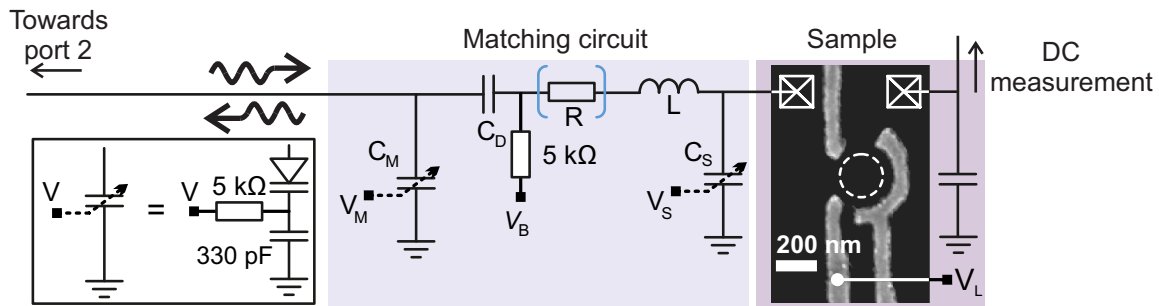 Towards
port 2
Matching circuit
Sample
DC
measurement
C_D
R
L
5 kΩ
C_M
V_M
V_B
C_S
V_S
V
=
V
5 kΩ
330 pF
200 nm
V_L